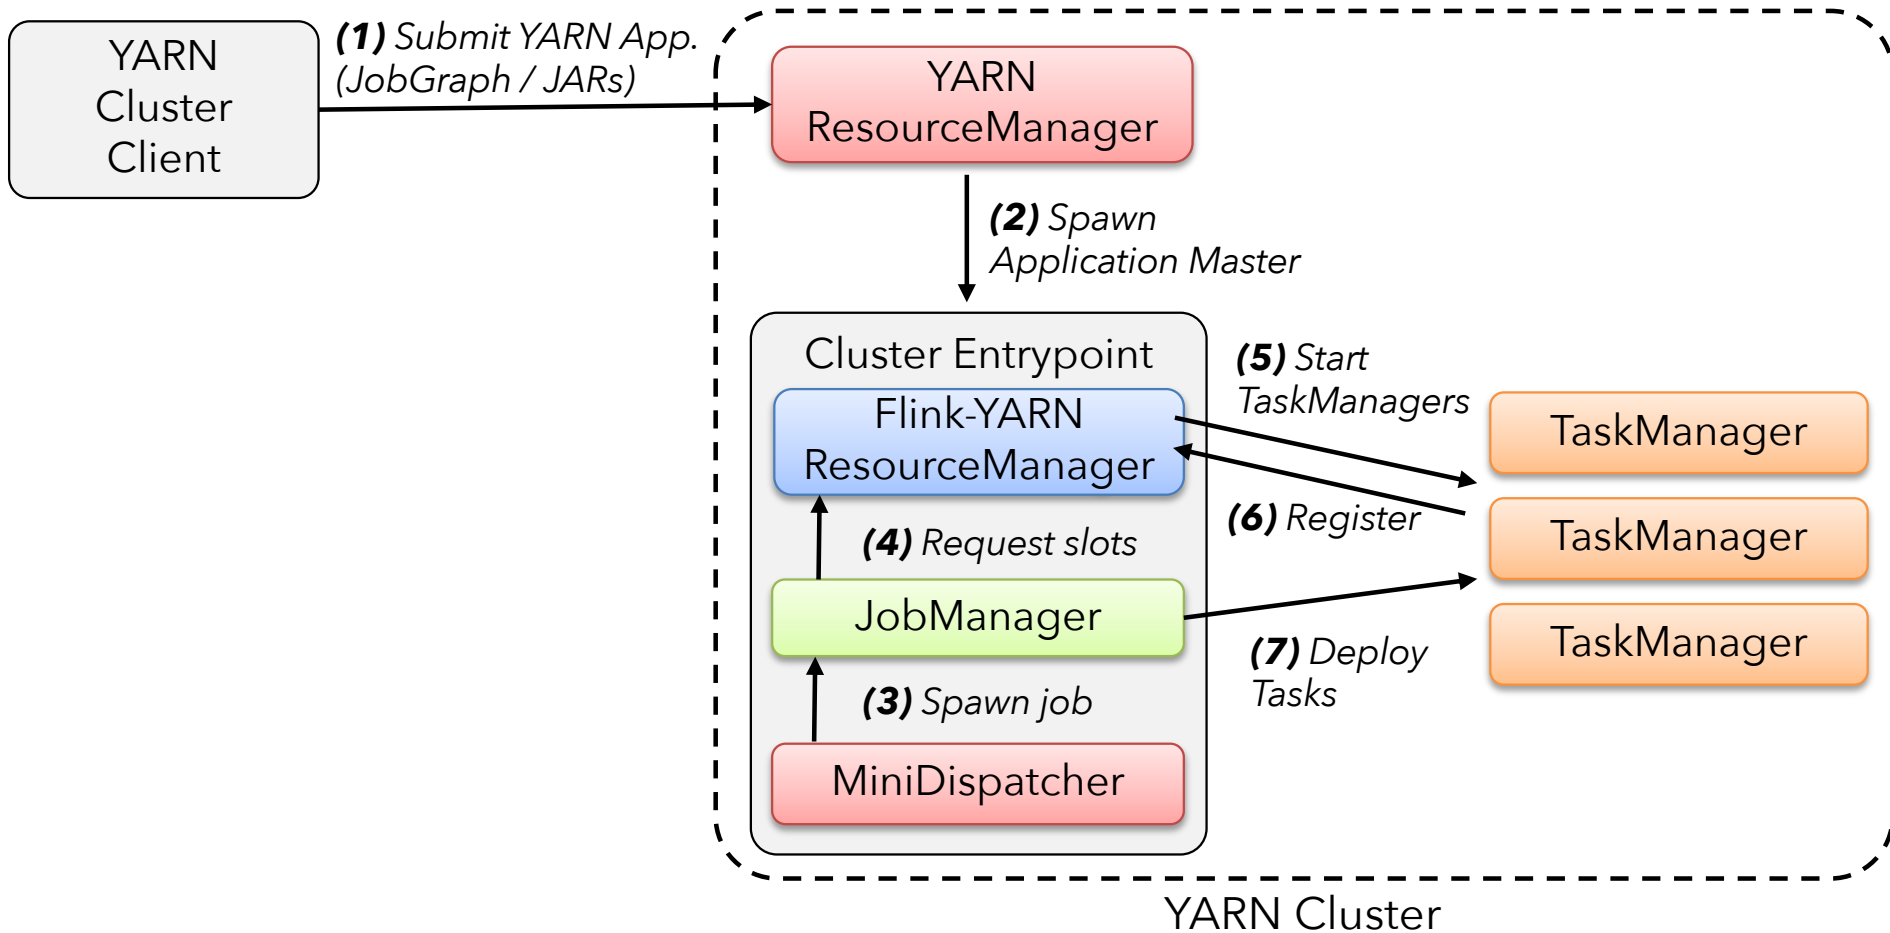 YARN
Cluster
Client
(1) Submit YARN App.
(JobGraph / JARs)
YARN
ResourceManager
(2) Spawn
Application Master
Cluster Entrypoint
Flink-YARN
ResourceManager
(4) Request slots
JobManager
(3) Spawn job
MiniDispatcher
(5) Start
TaskManagers
(6) Register
(7) Deploy
Tasks
TaskManager
TaskManager
TaskManager
YARN Cluster